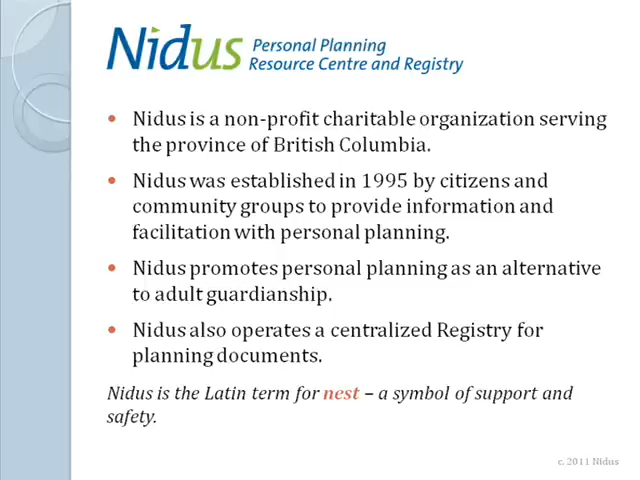 Nidus Personal Planning
Resource Centre and Registry
• Nidus is a non-profit charitable organization serving
the province of British Columbia.
• Nidus was established in 1995 by citizens and
community groups to provide information and
facilitation with personal planning.
• Nidus promotes personal planning as an alternative
to adult guardianship.
• Nidus also operates a centralized Registry for
planning documents.
Nidus is the Latin term for nest – a symbol of support and
safety.
c. 2011 Nidus